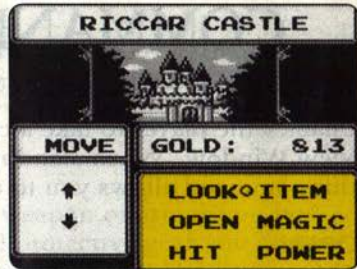 RICCAR CASTLE
MOVE GOLD: 813
LOOK ITEM
OPEN MAGIC
HIT POWER